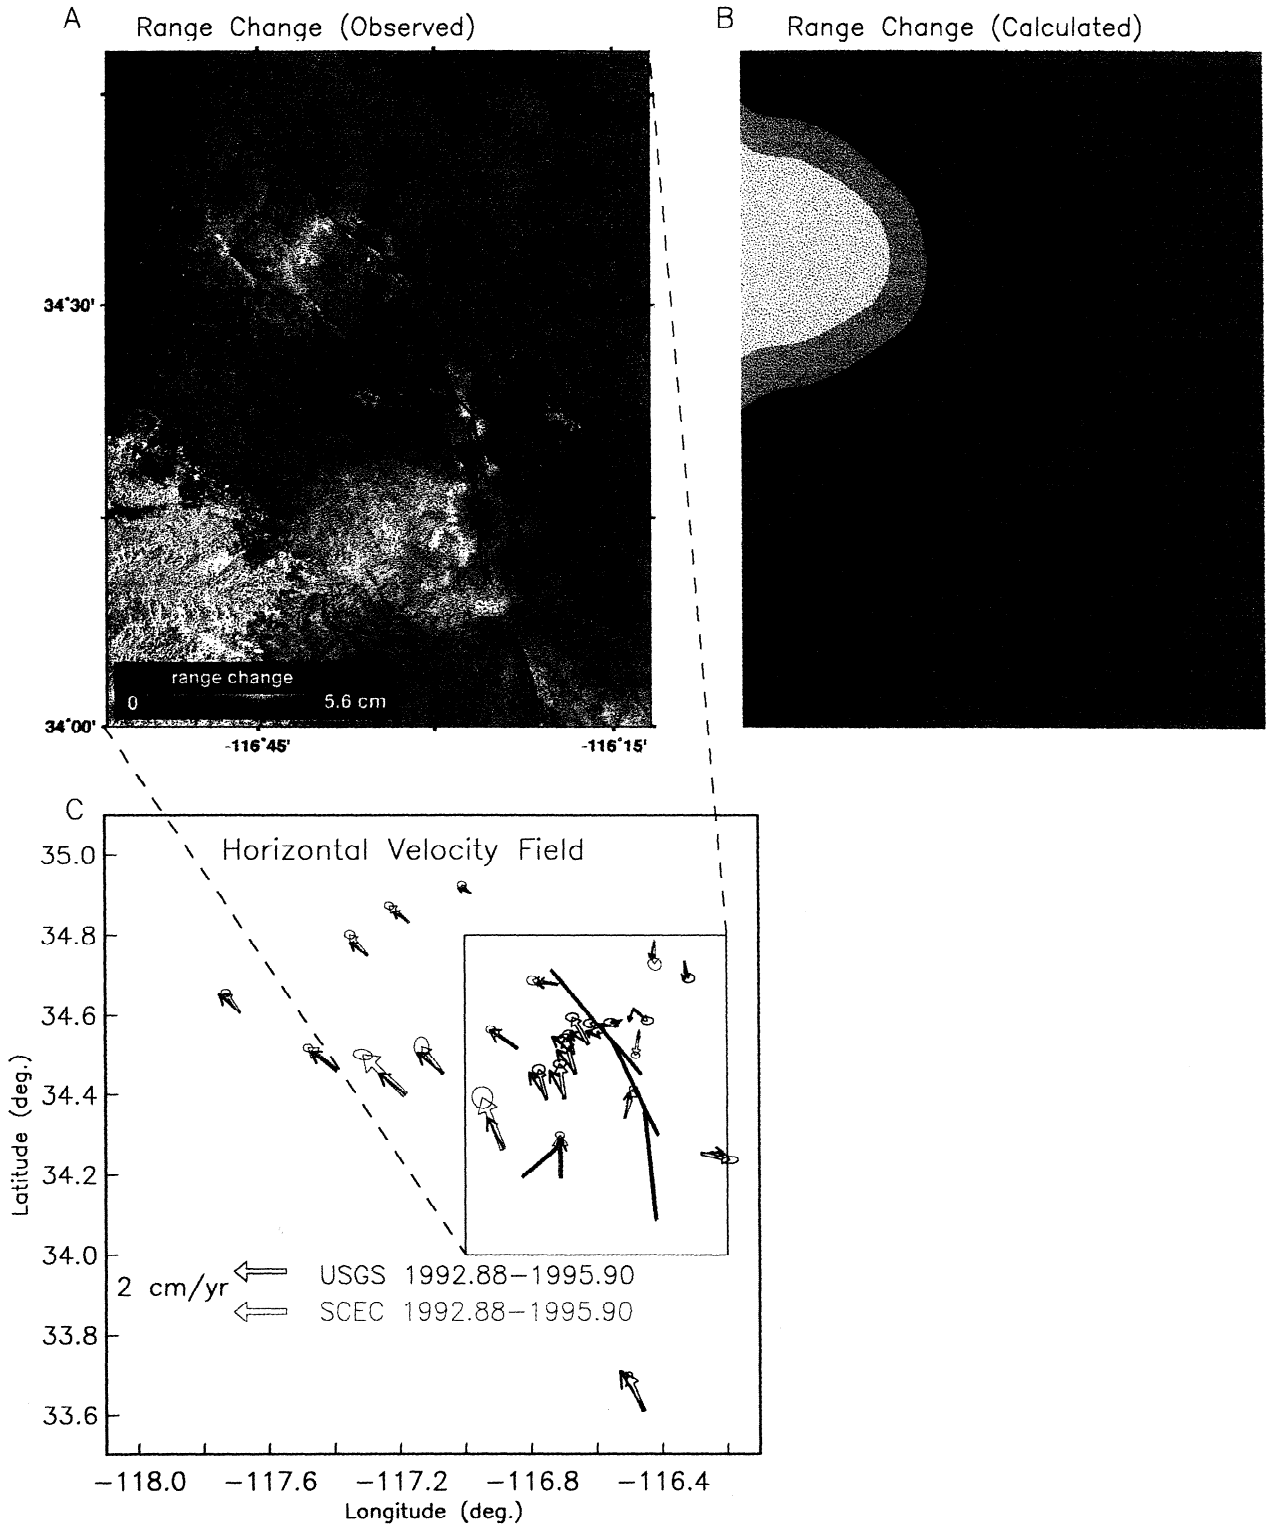 A Range Change (Observed)
B Range Change (Calculated)
34°30'
range change
0 5.6 cm
34°00'
-116°45' -116°15'
C
Horizontal Velocity Field
35.0
34.8
34.6
34.4
34.2
34.0
33.8
33.6
Latitude (deg.)
2 cm/yr
USGS 1992.88-1995.90
SCEC 1992.88-1995.90
-118.0 -117.6 -117.2 -116.8 -116.4
Longitude (deg.)